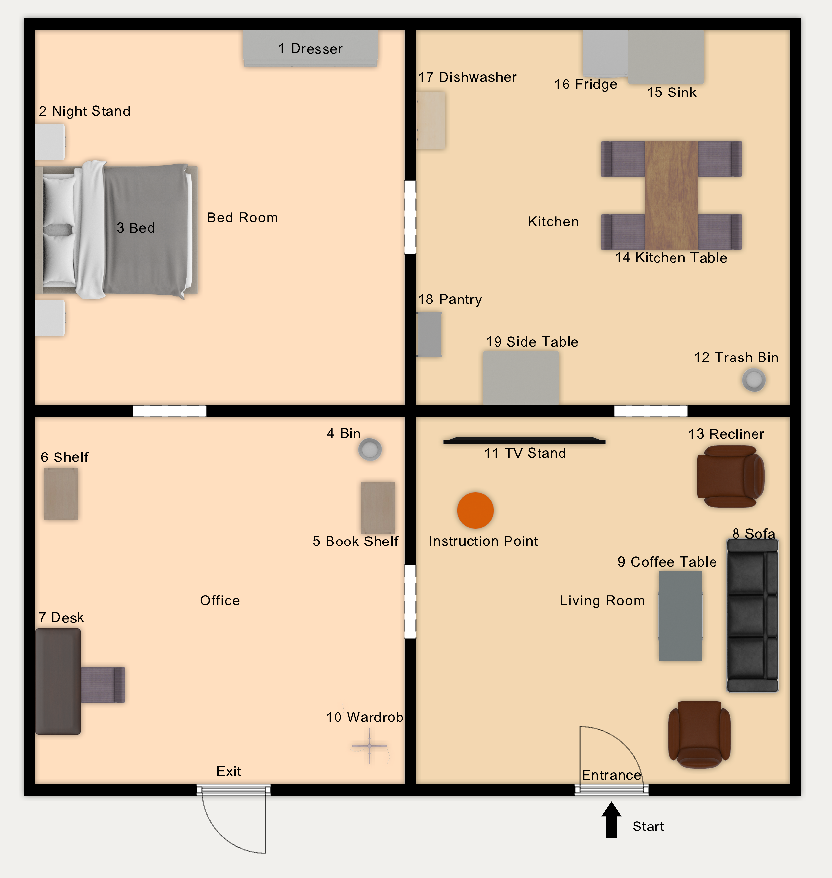 1 Dresser
17 Dishwasher
16 Fridge
15 Sink
2 Night Stand
3 Bed
Bed Room
Kitchen
14 Kitchen Table
18 Pantry
19 Side Table
12 Trash Bin
4 Bin
13 Recliner
6 Shelf
11 TV Stand
5 Book Shelf
Instruction Point
8 Sofa
9 Coffee Table
Office
Living Room
7 Desk
10 Wardrob
Exit
Entrance
Start